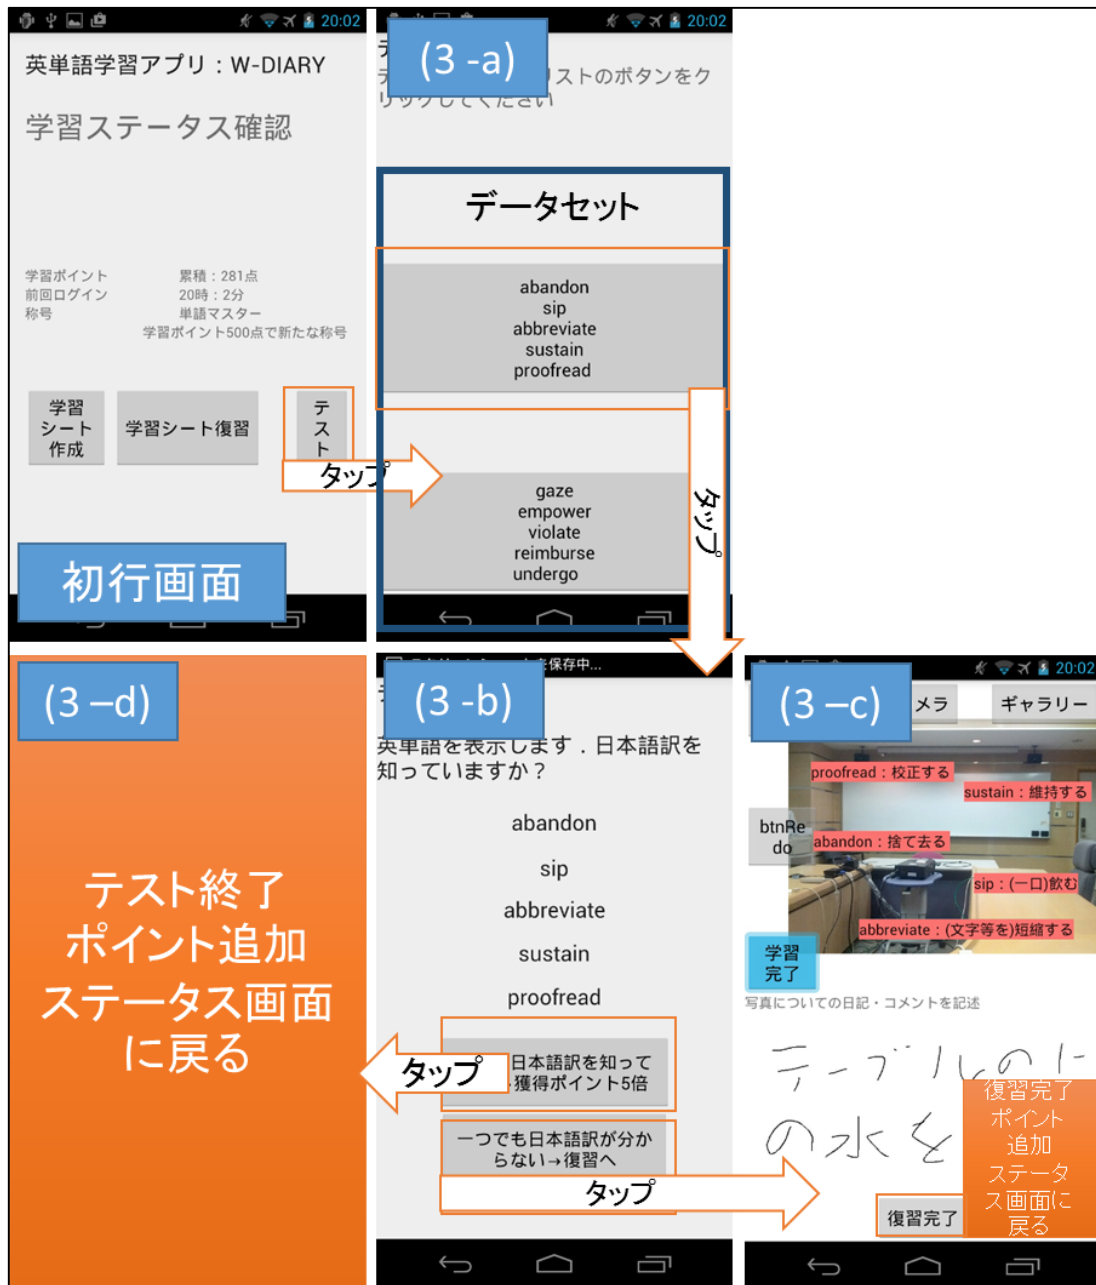 20:02
英単語学習アプリ：W-DIARY
学習ステータス確認
学習ポイント 累積：281点
前回ログイン 20時：2分
称号 単語マスター
学習ポイント500点で新たな称号
学習
シート
作成
学習シート復習
テ
ス
ト
タップ
初行画面
20:02
(3 -a)
リストのボタンをク
リックしてください
データセット
abandon
sip
abbreviate
sustain
proofread
gaze
empower
violate
reimburse
undergo
タップ
(3 –d)
テスト終了
ポイント追加
ステータス画面
に戻る
を保存中...
(3 -b)
英単語を表示します．日本語訳を
知っていますか？
abandon
sip
abbreviate
sustain
proofread
日本語訳を知って
獲得ポイント5倍
タップ
一つでも日本語訳が分か
らない→復習へ
タップ
20:02
(3 –c)
メラ
ギャラリー
proofread：校正する
sustain：維持する
btnRe
do
abandon：捨て去る
sip：(一口)飲む
abbreviate：(文字等を)短縮する
学習
完了
写真についての日記・コメントを記述
テーブルの上
の水を
復習完了
ポイント
追加
ステータ
ス画面に
戻る
復習完了